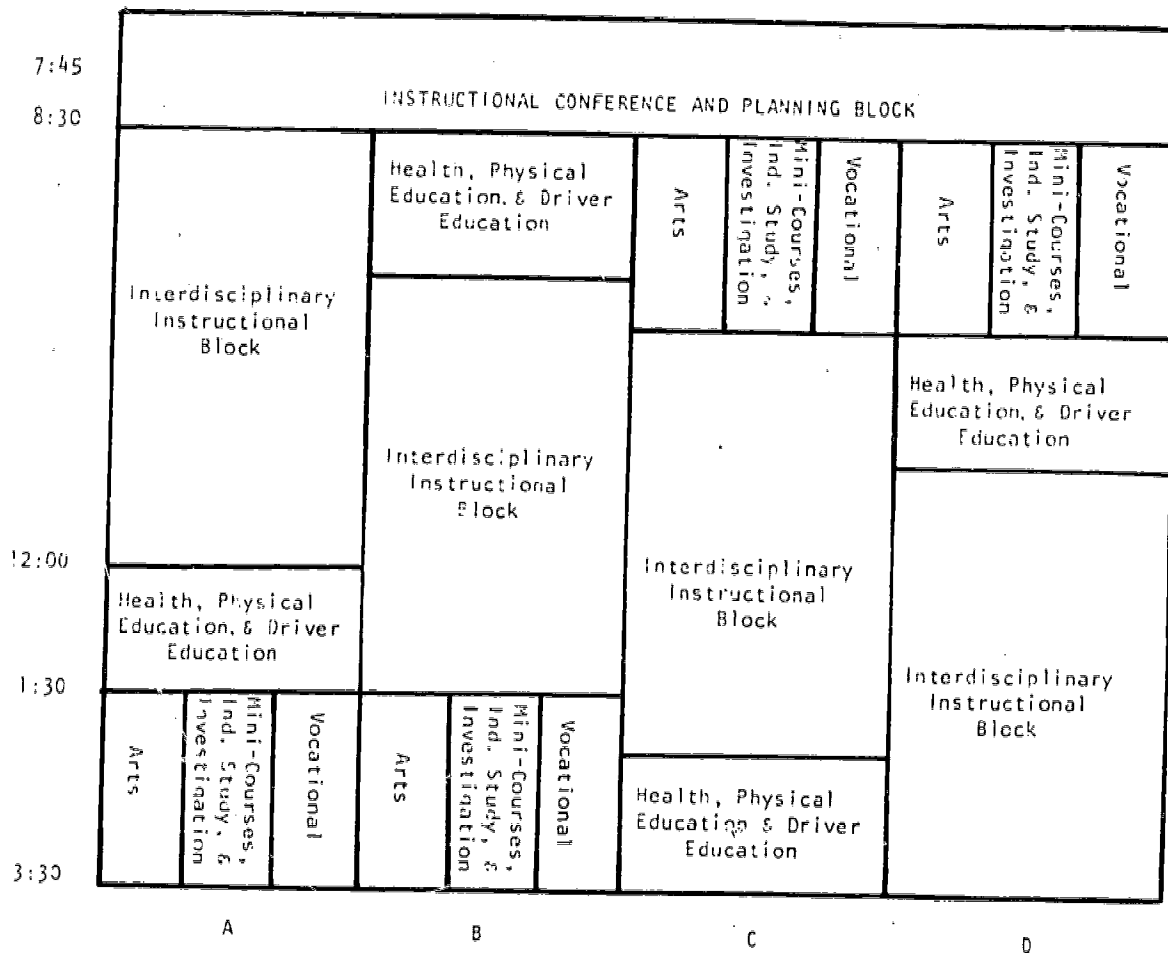 7:45
INSTRUCTIONAL CONFERENCE AND PLANNING BLOCK
8:30
Interdisciplinary
Instructional
Block
12:00
Health, Physical
Education, & Driver
Education
1:30
Arts
Mini-Courses,
Ind. Study, &
Investigation
Vocational
3:30
A
Health, Physical
Education, & Driver
Education
Interdisciplinary
Instructional
Block
Arts
Mini-Courses,
Ind. Study, &
Investigation
Vocational
B
Arts
Mini-Courses,
Ind. Study, &
Investigation
Vocational
Interdisciplinary
Instructional
Block
Health, Physical
Education & Driver
Education
C
Arts
Mini-Courses,
Ind. Study, &
Investigation
Vocational
Health, Physical
Education, & Driver
Education
Interdisciplinary
Instructional
Block
D